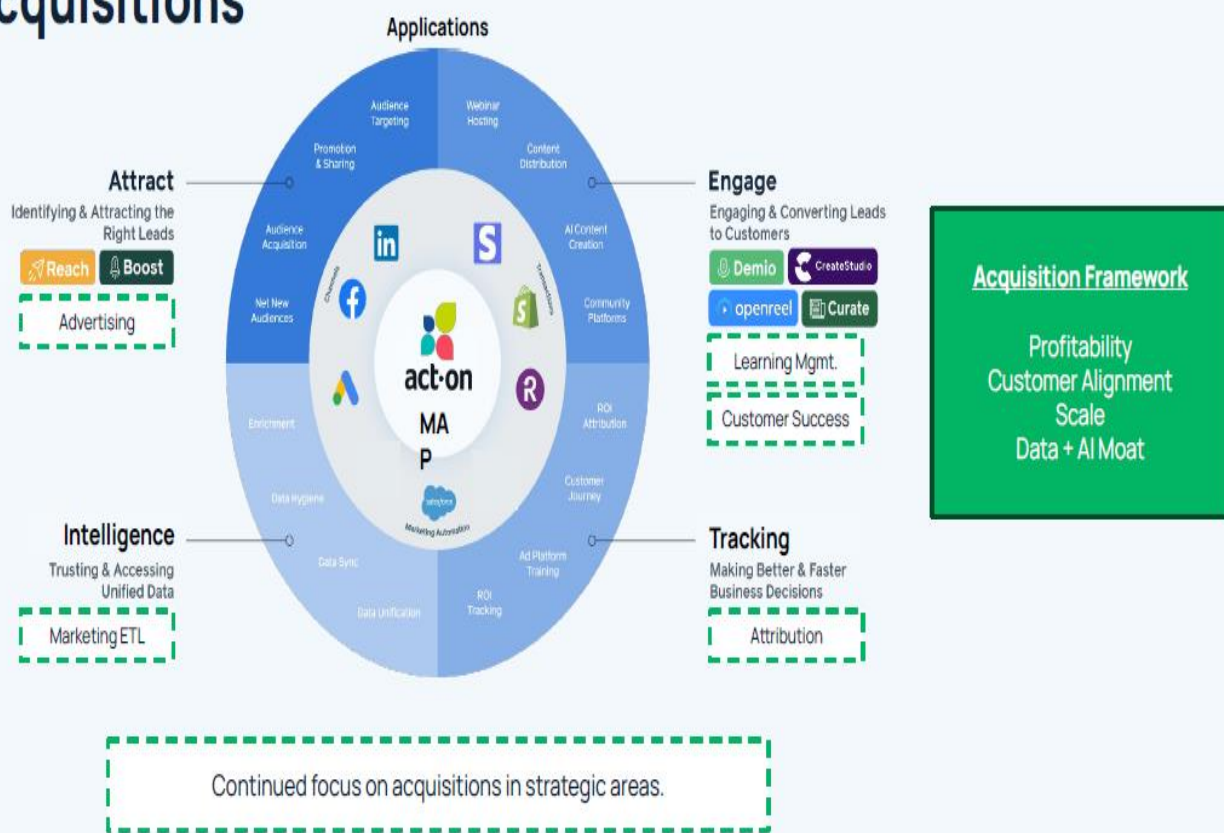 cquisitions
Applications
Audience
Targeting
Webinar
Hosting
Promotion
& Sharing
Content
Distribution
Audience
Acquisition
AI Content
Creation
Net New
Audiences
Community
Platforms
Enrichment
ROI
Attribution
Data Hygiene
Customer
Journey
Data Sync
Ad Platform
Training
Data Unification
ROI
Tracking
Channels
Transactions
Marketing Automation
in
S
R
act-on
MA
P
salesforce
Attract
Identifying & Attracting the
Right Leads
Reach
Boost
Advertising
Engage
Engaging & Converting Leads
to Customers
Demio
CreateStudio
openreel
Curate
Learning Mgmt.
Customer Success
Intelligence
Trusting & Accessing
Unified Data
Marketing ETL
Tracking
Making Better & Faster
Business Decisions
Attribution
Acquisition Framework
Profitability
Customer Alignment
Scale
Data + AI Moat
Continued focus on acquisitions in strategic areas.